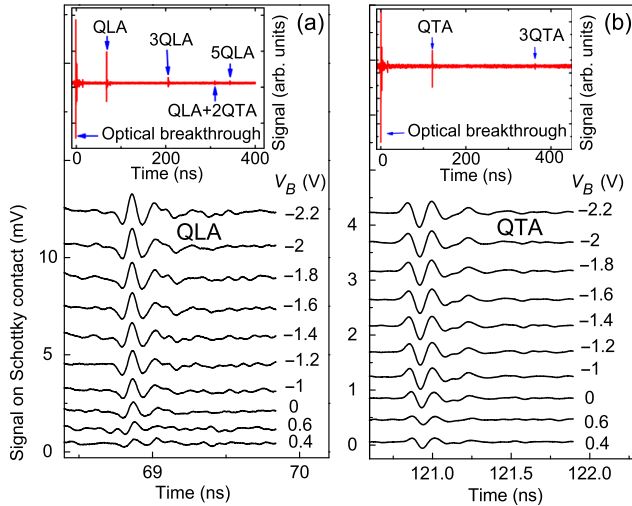 (a)
QLA
3QLA
5QLA
QLA+2QTA
Optical breakthrough
Signal (arb. units)
0
200
400
Time (ns)
V_B (V)
−2.2
−2
−1.8
−1.6
−1.4
−1.2
−1
0
0.6
0.4
QLA
Signal on Schottky contact (mV)
10
5
0
69
70
Time (ns)
(b)
QTA
3QTA
Optical breakthrough
Signal (arb. units)
0
200
400
Time (ns)
V_B (V)
−2.2
−2
−1.8
−1.6
−1.4
−1.2
−1
0
0.6
0.4
QTA
4
3
2
1
0
121.0
121.5
122.0
Time (ns)